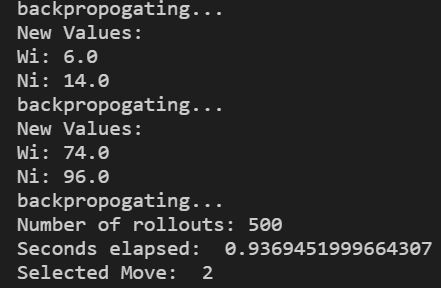 backpropogating...
New Values:
Wi: 6.0
Ni: 14.0
backpropogating...
New Values:
Wi: 74.0
Ni: 96.0
backpropogating...
Number of rollouts: 500
Seconds elapsed:  0.9369451999664307
Selected Move:  2